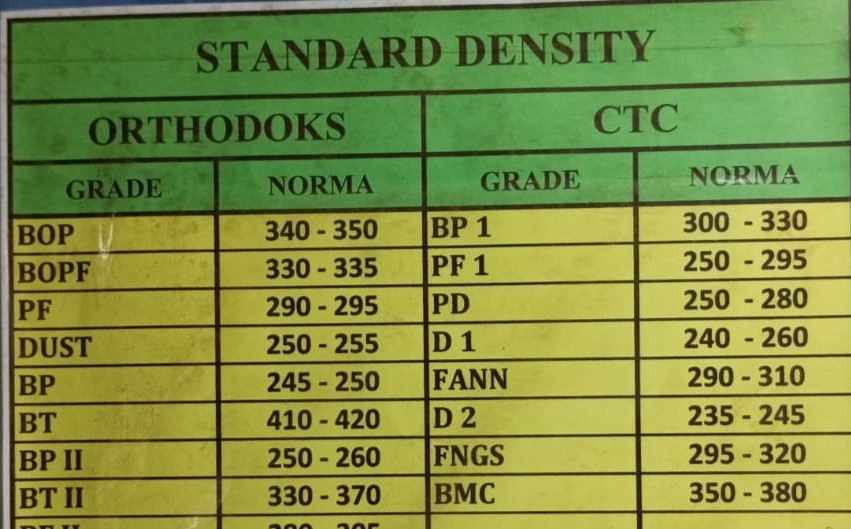 STANDARD DENSITY
ORTHODOKS CTC
GRADE NORMA GRADE NORMA
BOP 340 - 350 BP 1 300 - 330
BOPF 330 - 335 PF 1 250 - 295
PF 290 - 295 PD 250 - 280
DUST 250 - 255 D 1 240 - 260
BP 245 - 250 FANN 290 - 310
BT 410 - 420 D 2 235 - 245
BP II 250 - 260 FNGS 295 - 320
BT II 330 - 370 BMC 350 - 380